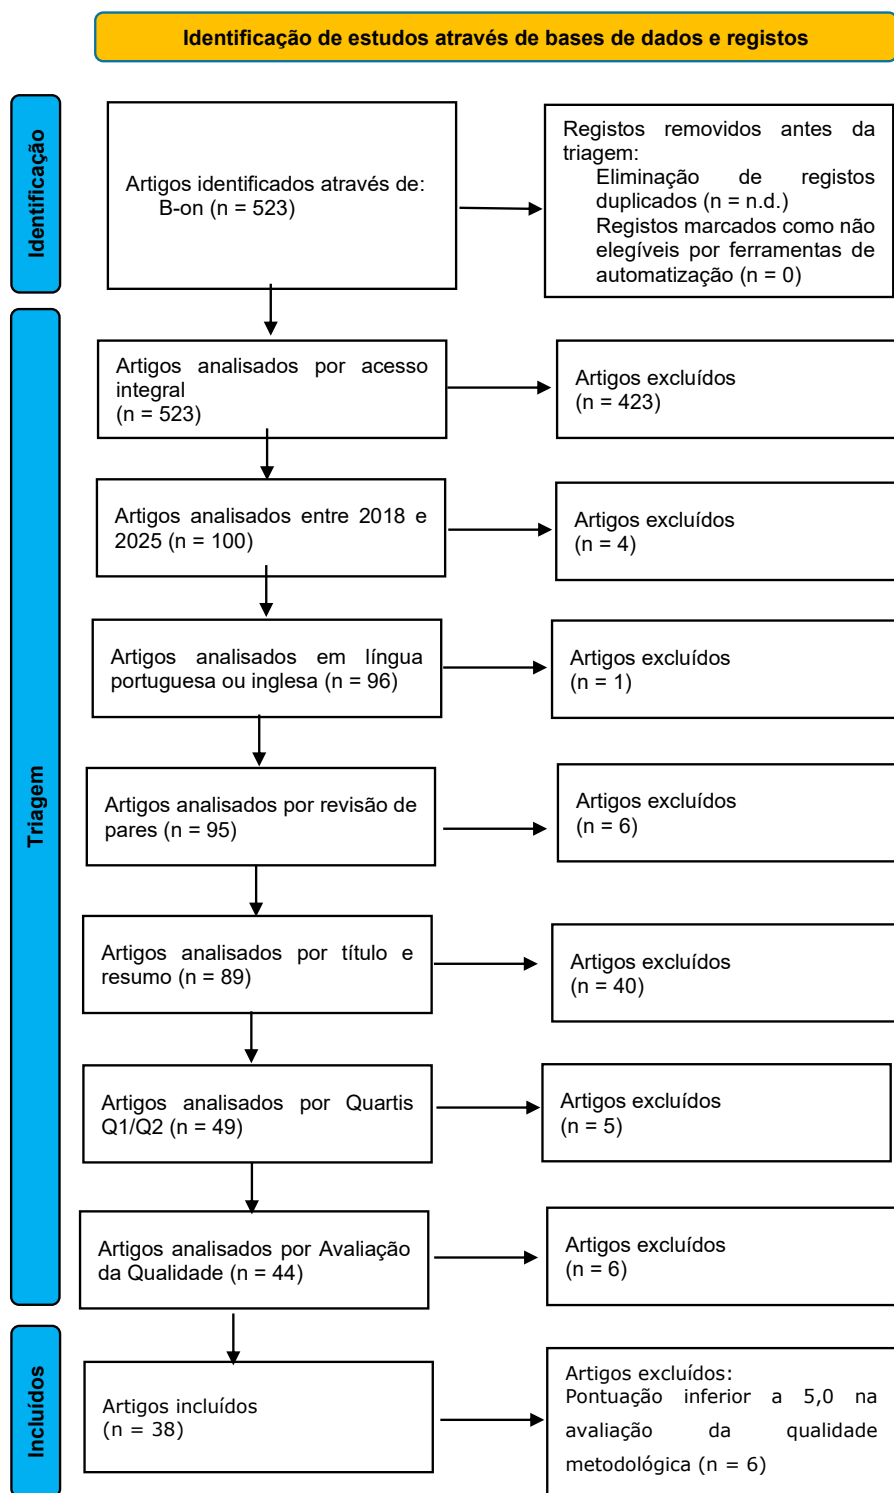 Identificação de estudos através de bases de dados e registos
Identificação
Artigos identificados através de:
B-on (n = 523)
Registos removidos antes da
triagem:
Eliminação de registos
duplicados (n = n.d.)
Registos marcados como não
elegíveis por ferramentas de
automatização (n = 0)
Triagem
Artigos analisados por acesso
integral
(n = 523)
Artigos excluídos
(n = 423)
Artigos analisados entre 2018 e
2025 (n = 100)
Artigos excluídos
(n = 4)
Artigos analisados em língua
portuguesa ou inglesa (n = 96)
Artigos excluídos
(n = 1)
Artigos analisados por revisão de
pares (n = 95)
Artigos excluídos
(n = 6)
Artigos analisados por título e
resumo (n = 89)
Artigos excluídos
(n = 40)
Artigos analisados por Quartis
Q1/Q2 (n = 49)
Artigos excluídos
(n = 5)
Artigos analisados por Avaliação
da Qualidade (n = 44)
Artigos excluídos
(n = 6)
Incluídos
Artigos incluídos
(n = 38)
Artigos excluídos:
Pontuação inferior a 5,0 na
avaliação da qualidade
metodológica (n = 6)